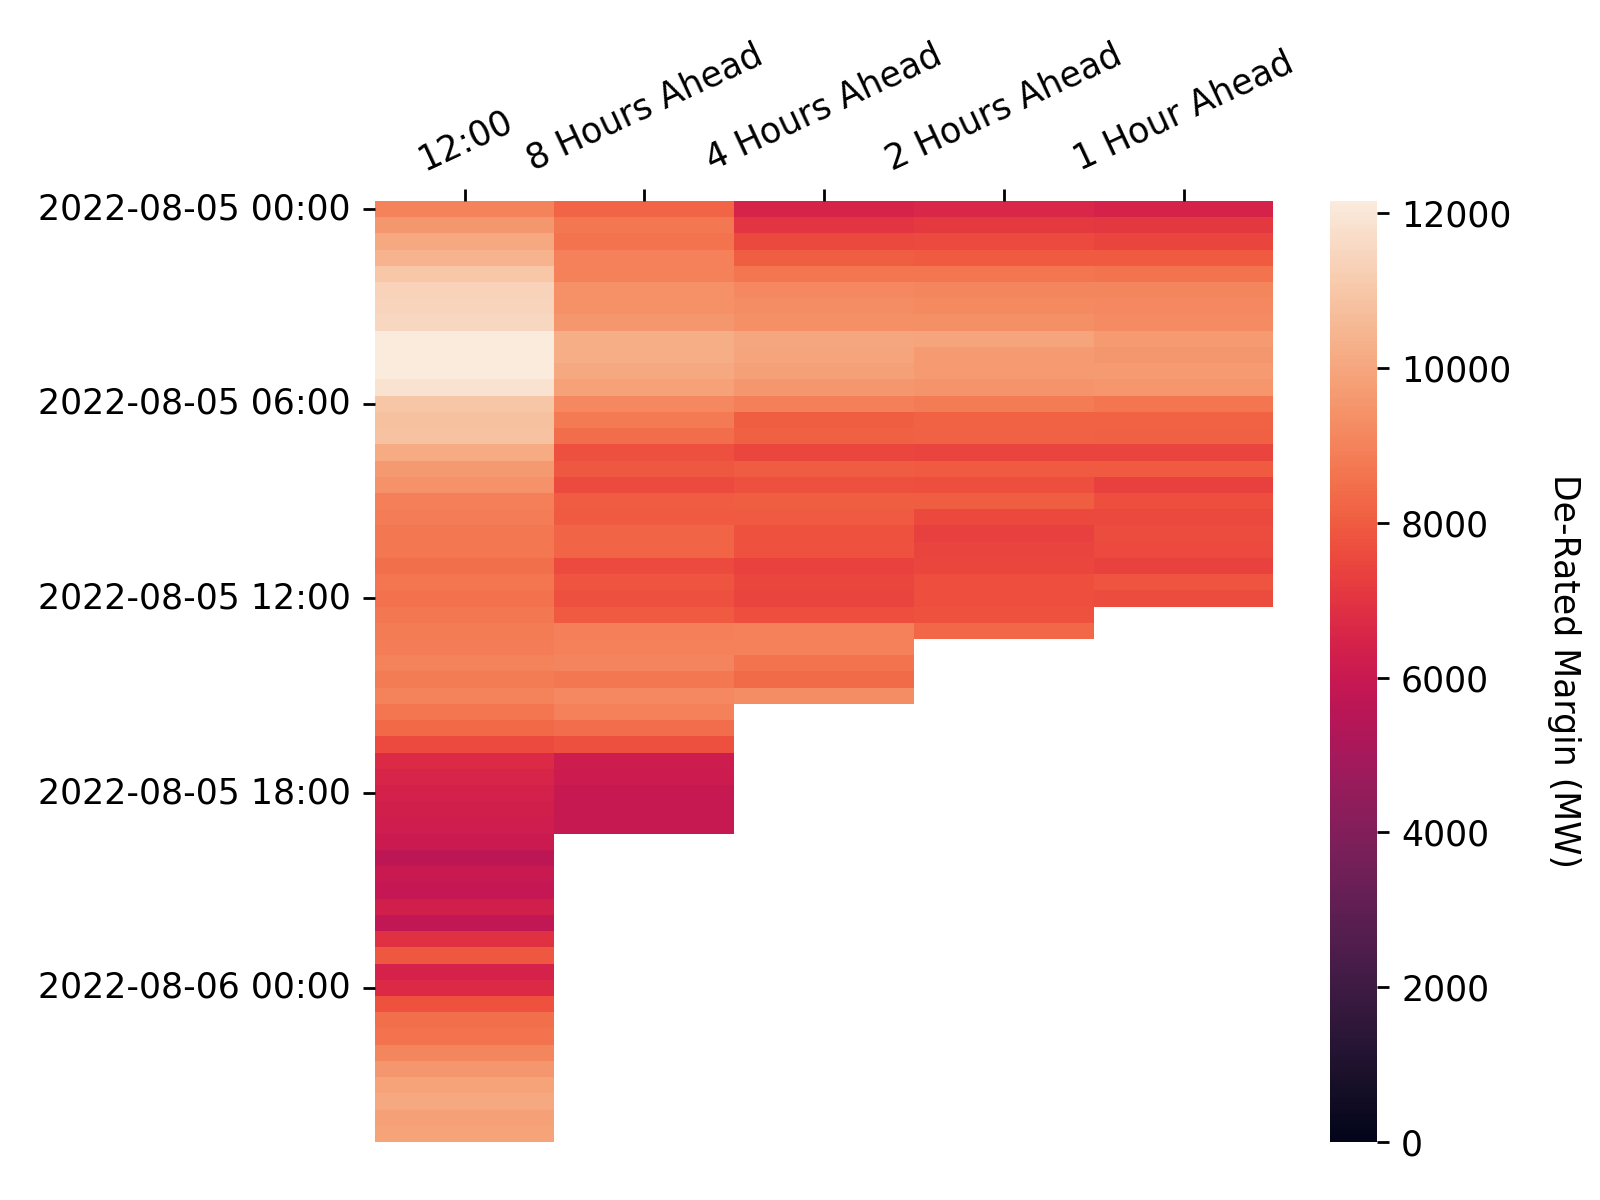 12:00
8 Hours Ahead
4 Hours Ahead
2 Hours Ahead
1 Hour Ahead
2022-08-05 00:00
2022-08-05 06:00
2022-08-05 12:00
2022-08-05 18:00
2022-08-06 00:00
12000
10000
8000
6000
4000
2000
0
De-Rated Margin (MW)